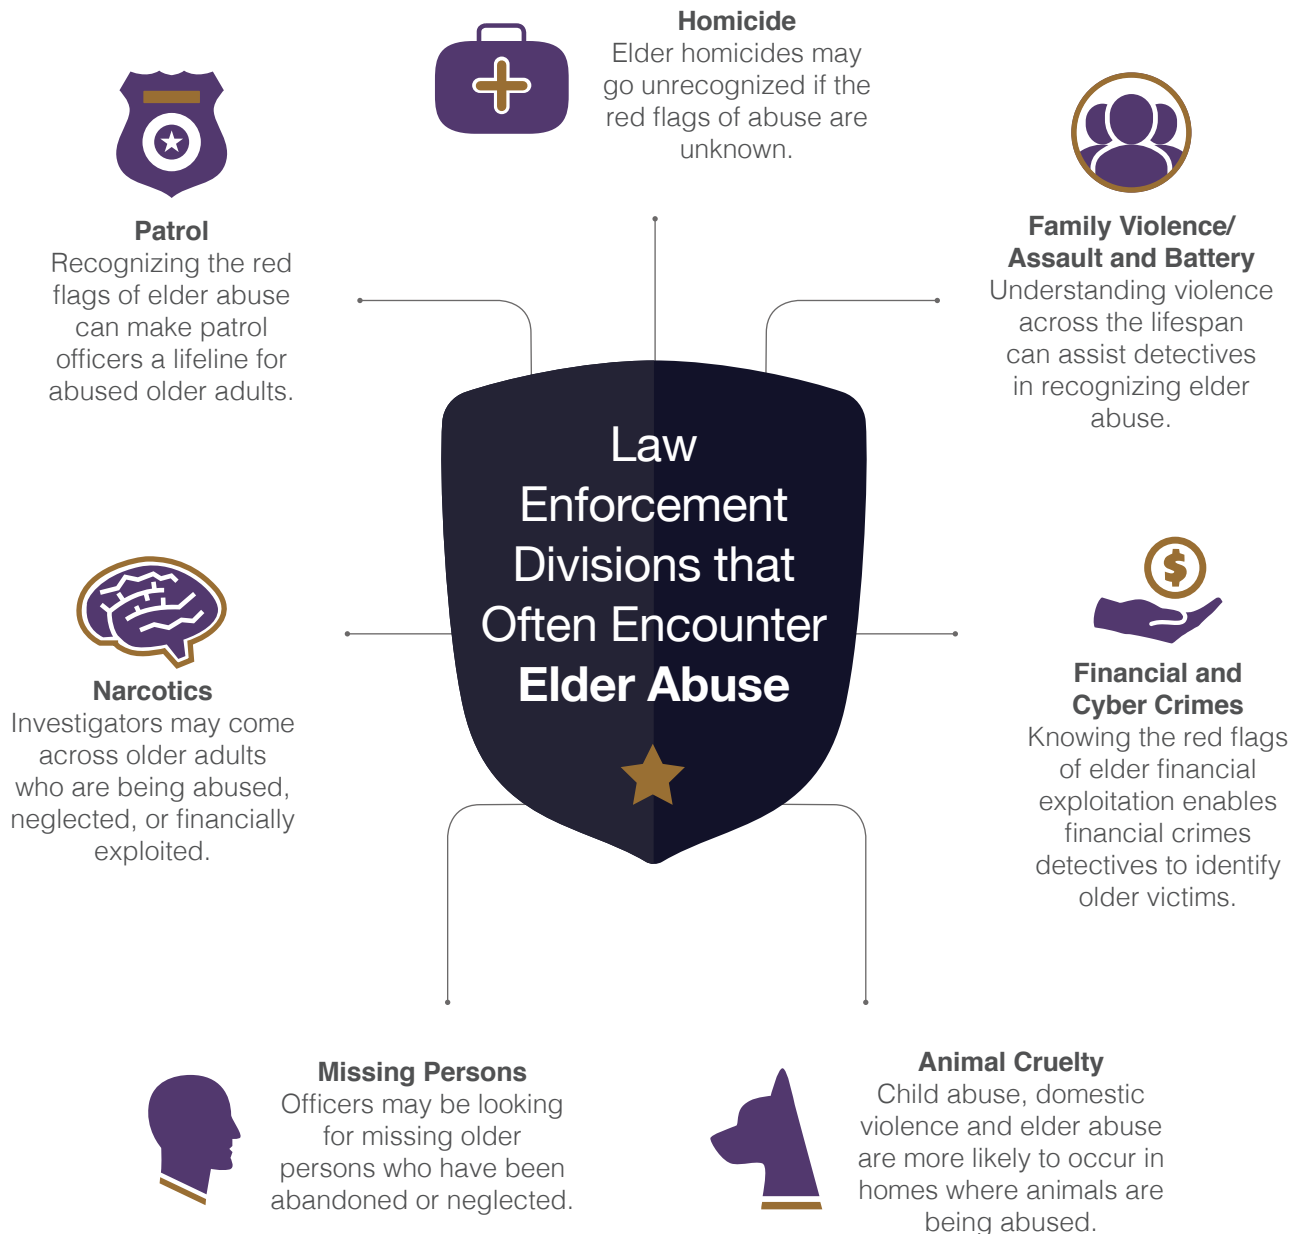 Homicide
Elder homicides may
go unrecognized if the
red flags of abuse are
unknown.
Patrol
Recognizing the red
flags of elder abuse
can make patrol
officers a lifeline for
abused older adults.
Family Violence/
Assault and Battery
Understanding violence
across the lifespan
can assist detectives
in recognizing elder
abuse.
Law
Enforcement
Divisions that
Often Encounter
Elder Abuse
Narcotics
Investigators may come
across older adults
who are being abused,
neglected, or financially
exploited.
$
Financial and
Cyber Crimes
Knowing the red flags
of elder financial
exploitation enables
financial crimes
detectives to identify
older victims.
Missing Persons
Officers may be looking
for missing older
persons who have been
abandoned or neglected.
Animal Cruelty
Child abuse, domestic
violence and elder abuse
are more likely to occur in
homes where animals are
being abused.